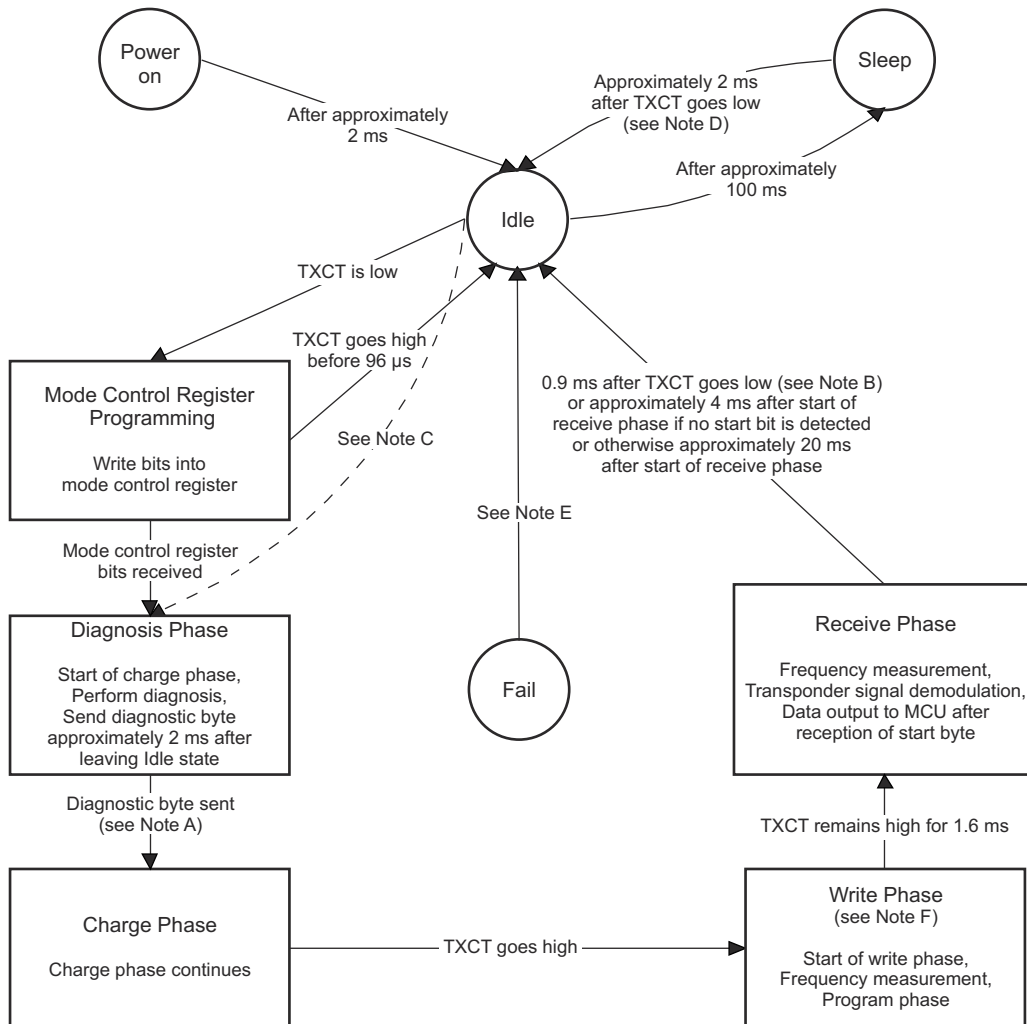 Power
on
Sleep
Approximately 2 ms
after TXCT goes low
(see Note D)
After approximately
2 ms
After approximately
100 ms
Idle
TXCT is low
TXCT goes high
before 96 µs
Mode Control Register
Programming
Write bits into
mode control register
See Note C
0.9 ms after TXCT goes low (see Note B)
or approximately 4 ms after start of
receive phase if no start bit is detected
or otherwise approximately 20 ms
after start of receive phase
See Note E
Mode control register
bits received
Diagnosis Phase
Start of charge phase,
Perform diagnosis,
Send diagnostic byte
approximately 2 ms after
leaving Idle state
Fail
Receive Phase
Frequency measurement,
Transponder signal demodulation,
Data output to MCU after
reception of start byte
Diagnostic byte sent
(see Note A)
TXCT remains high for 1.6 ms
Charge Phase
Charge phase continues
TXCT goes high
Write Phase
(see Note F)
Start of write phase,
Frequency measurement,
Program phase